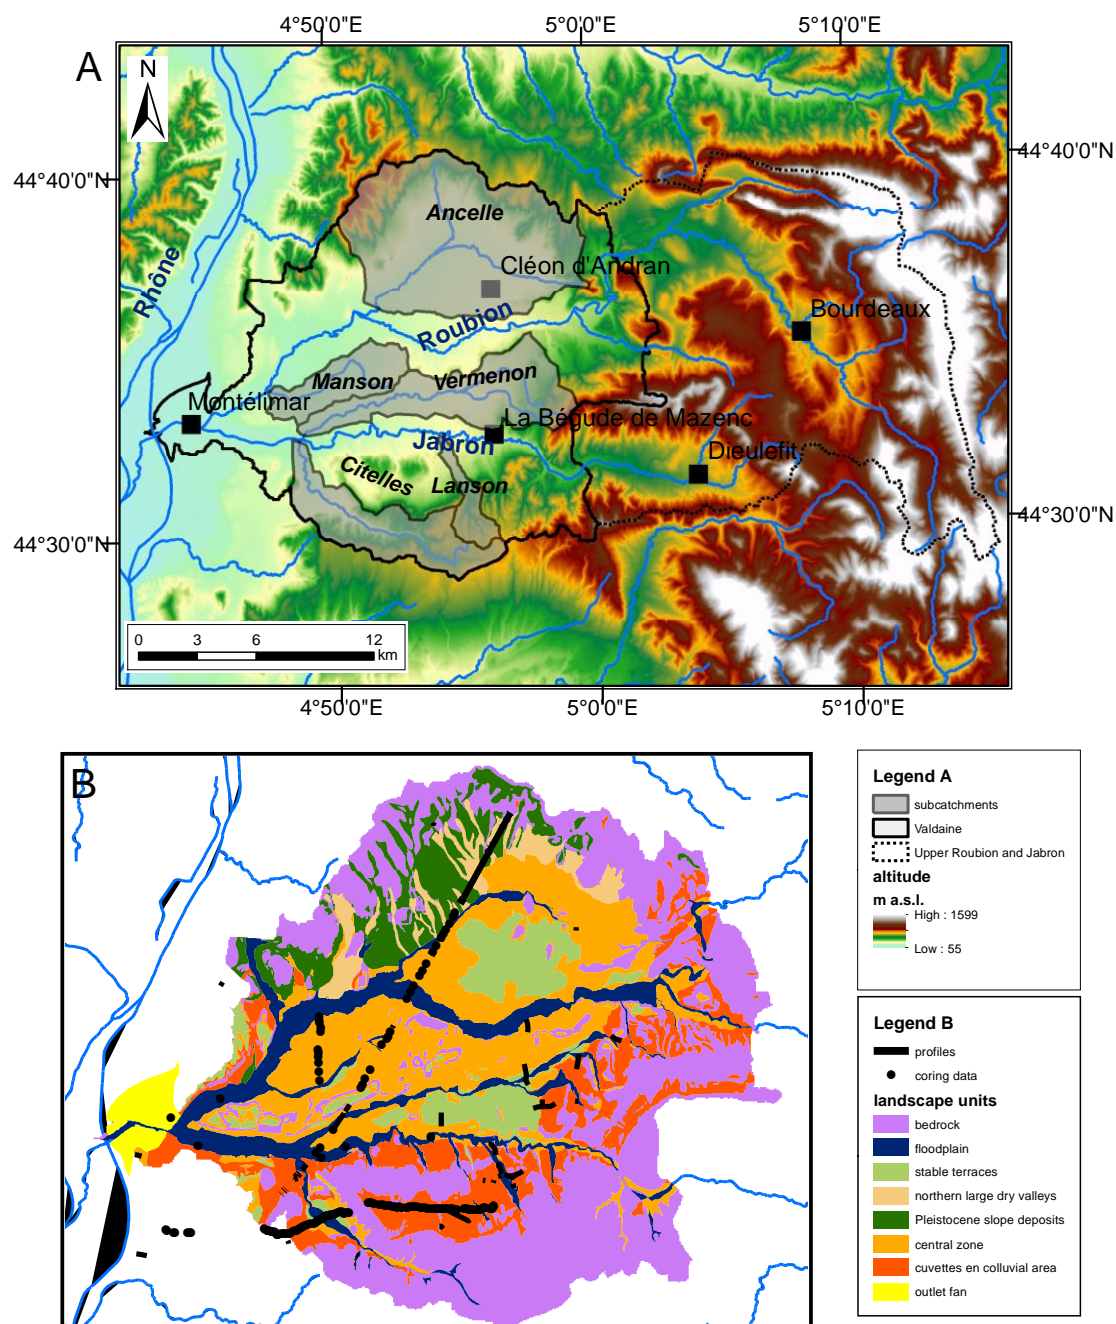 4°50'0"E 5°00'0"E 5°10'0"E
A
N
44°40'0"N
44°40'0"N
Ancelle
Rhône
Cléon d'Andran
Roubion
Bourdeaux
Manson
Vermenon
Montélimar
La Bégude de Mazenc
Jabron
Dieulefit
Citelles
Lanson
44°30'0"N
44°30'0"N
0 3 6 12
km
4°50'0"E 5°00'0"E 5°10'0"E
B
Legend A
subcatchments
Valdaine
Upper Roubion and Jabron
altitude
m a.s.l.
High : 1599
Low : 55
Legend B
profiles
coring data
landscape units
bedrock
floodplain
stable terraces
northern large dry valleys
Pleistocene slope deposits
central zone
cuvettes en colluvial area
outlet fan